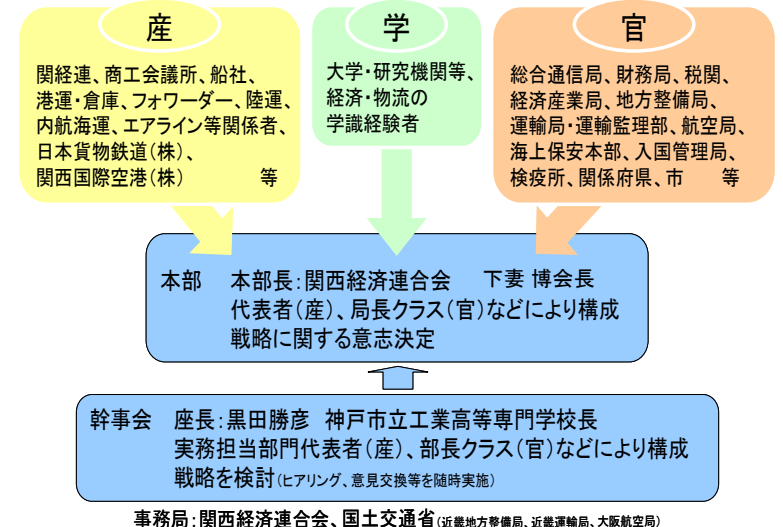 産
関経連、商工会議所、船社、
港運・倉庫、フォワーダー、陸運、
内航海運、エアライン等関係者、
日本貨物鉄道(株)、
関西国際空港(株) 等
学
大学・研究機関等、
経済・物流の
学識経験者
官
総合通信局、財務局、税関、
経済産業局、地方整備局、
運輸局・運輸監理部、航空局、
海上保安本部、入国管理局、
検疫所、関係府県、市 等
本部 本部長:関西経済連合会 下妻 博会長
代表者(産)、局長クラス(官)などにより構成
戦略に関する意志決定
幹事会 座長:黒田勝彦 神戸市立工業高等専門学校長
実務担当部門代表者(産)、部長クラス(官)などにより構成
戦略を検討(ヒアリング、意見交換等を随時実施)
事務局:関西経済連合会、国土交通省(近畿地方整備局、近畿運輸局、大阪航空局)